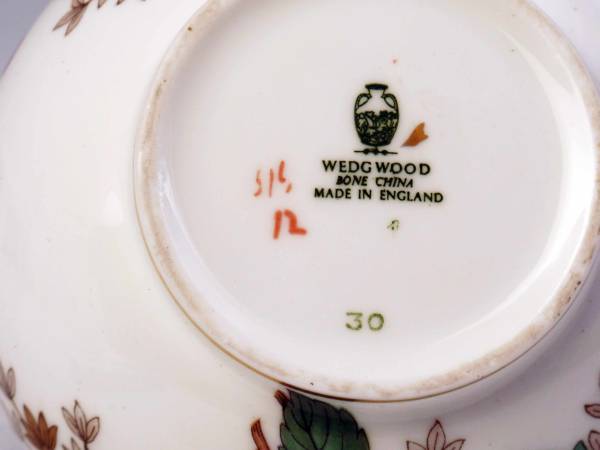 WEDGWOOD
BONE CHINA
MADE IN ENGLAND
12
30